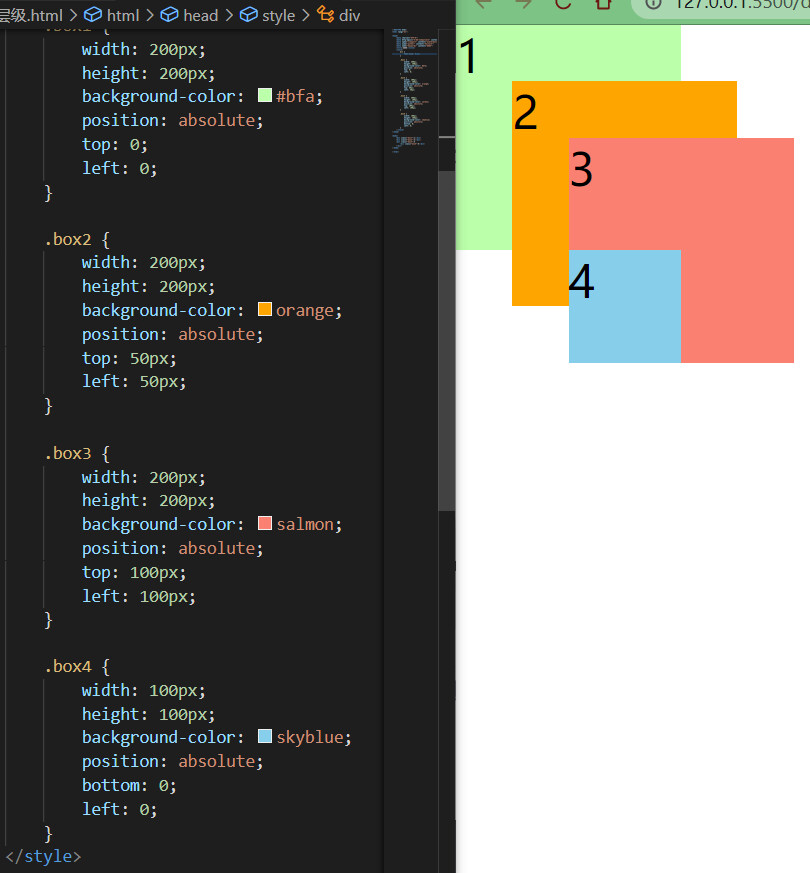 层级.html > html > head > style > div
.box1 {
width: 200px;
height: 200px;
background-color: #bfa;
position: absolute;
top: 0;
left: 0;
}
.box2 {
width: 200px;
height: 200px;
background-color: orange;
position: absolute;
top: 50px;
left: 50px;
}
.box3 {
width: 200px;
height: 200px;
background-color: salmon;
position: absolute;
top: 100px;
left: 100px;
}
.box4 {
width: 100px;
height: 100px;
background-color: skyblue;
position: absolute;
bottom: 0;
left: 0;
}
</style>
127.0.0.1:5500/
1
2
3
4